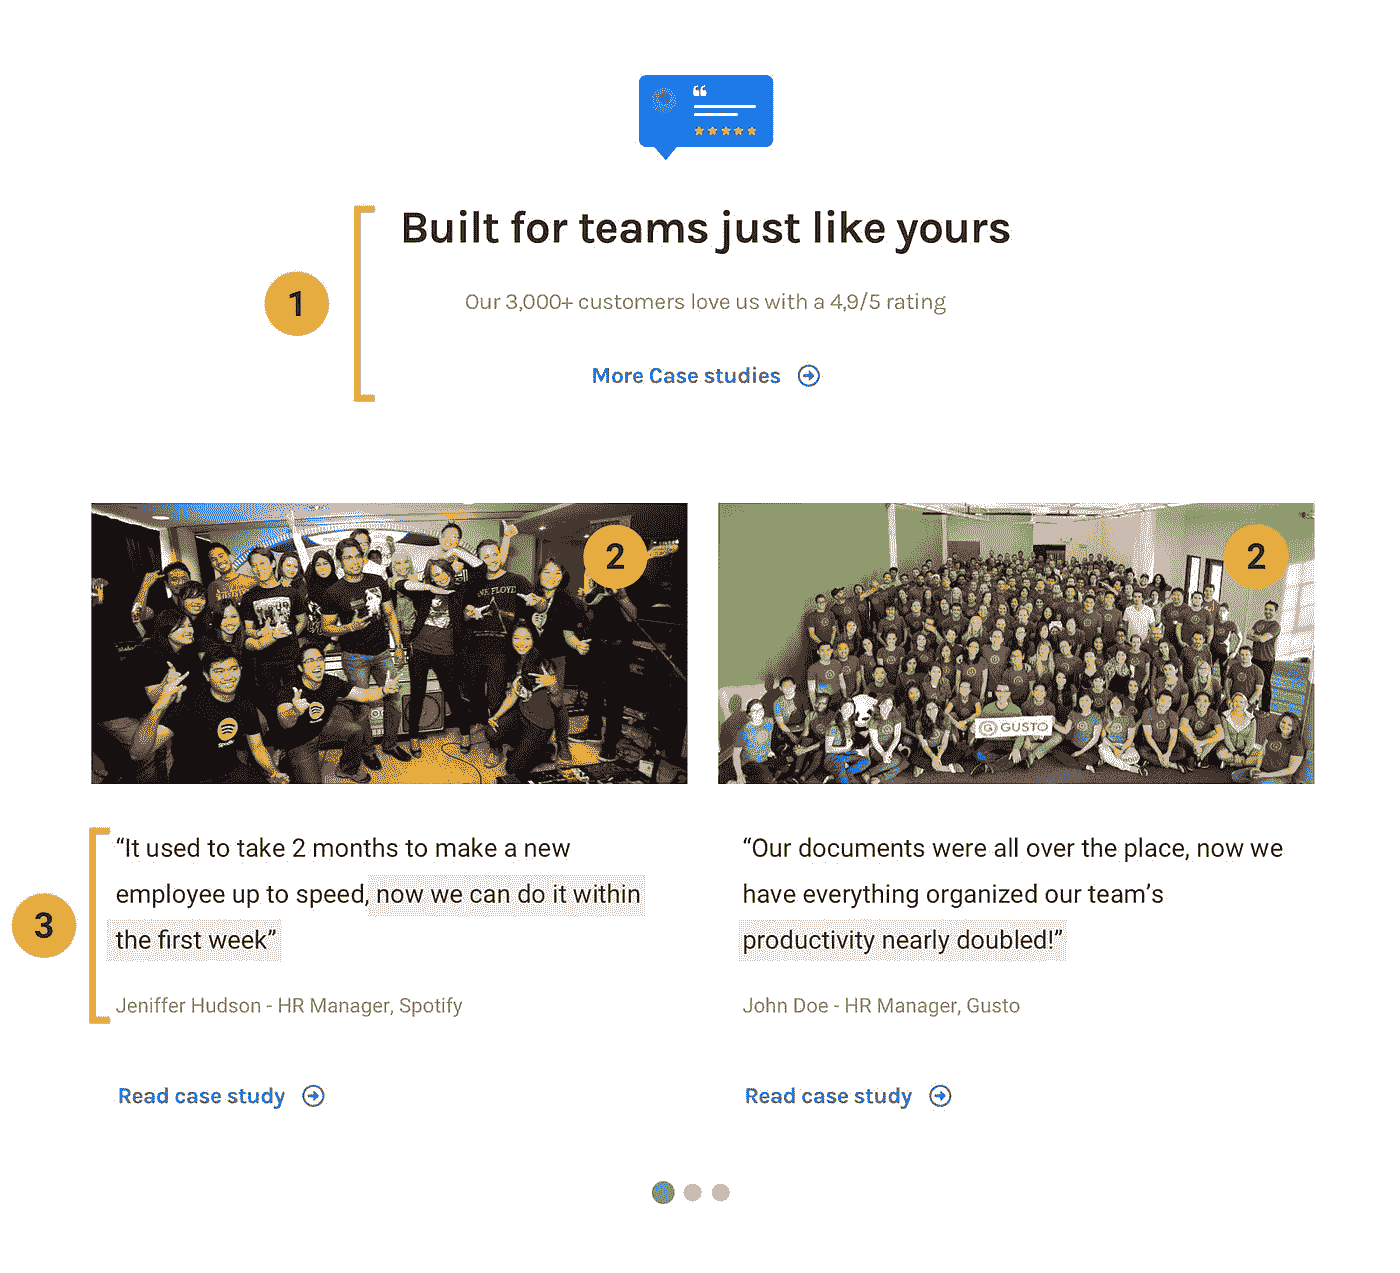 Built for teams just like yours
1
Our 3,000+ customers love us with a 4,9/5 rating
More Case studies
2
2
GUSTO
“It used to take 2 months to make a new
employee up to speed, now we can do it within
the first week”
3
Jeniffer Hudson - HR Manager, Spotify
Read case study
“Our documents were all over the place, now we
have everything organized our team’s
productivity nearly doubled!”
John Doe - HR Manager, Gusto
Read case study